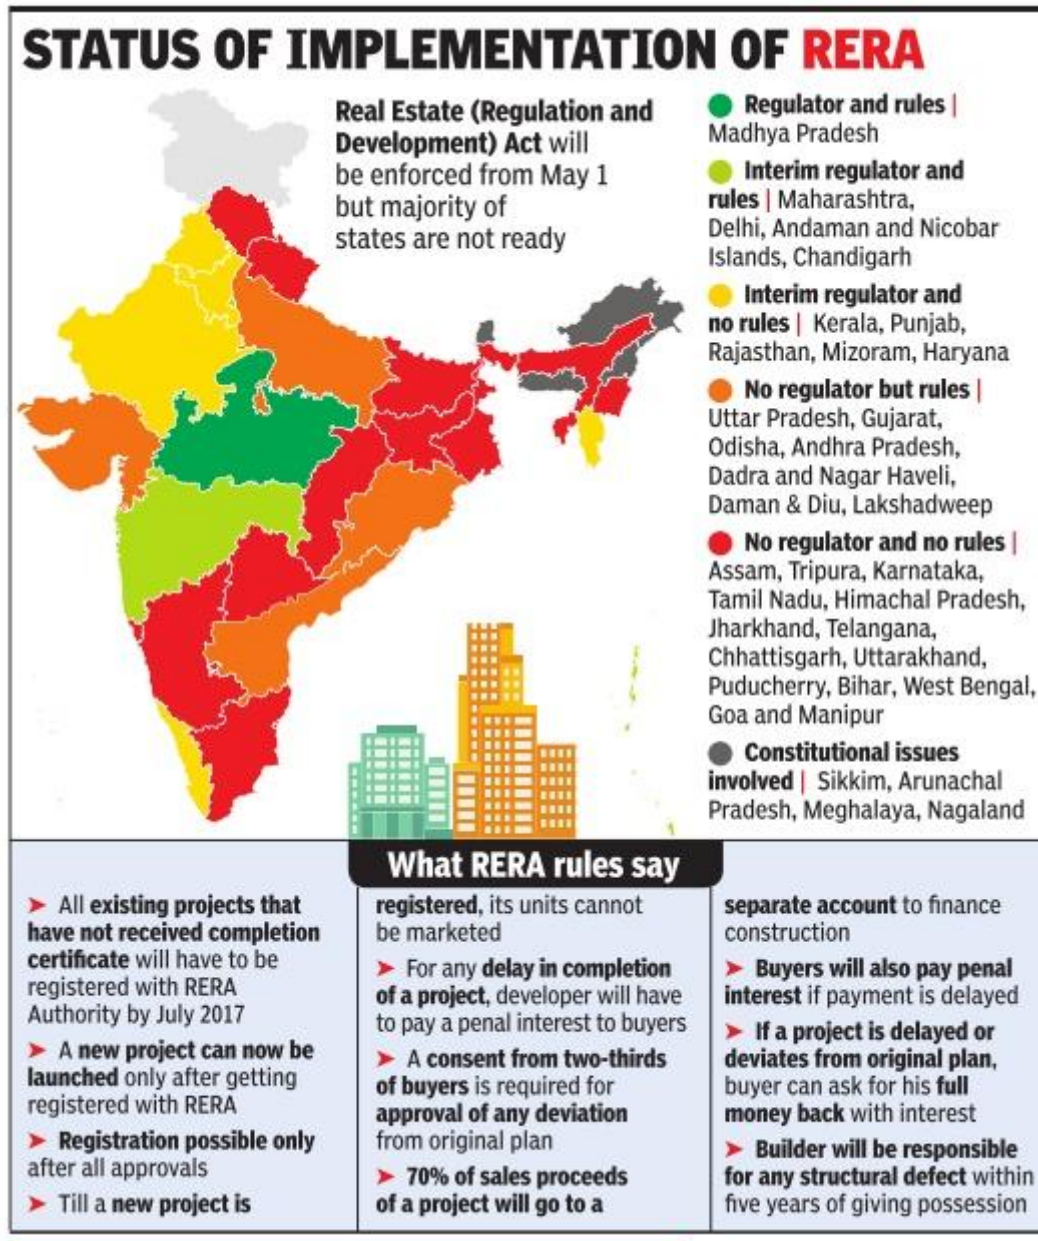 STATUS OF IMPLEMENTATION OF RERA
Real Estate (Regulation and
Development) Act will
be enforced from May 1
but majority of
states are not ready
Regulator and rules |
Madhya Pradesh
Interim regulator and
rules | Maharashtra,
Delhi, Andaman and Nicobar
Islands, Chandigarh
Interim regulator and
no rules | Kerala, Punjab,
Rajasthan, Mizoram, Haryana
No regulator but rules |
Uttar Pradesh, Gujarat,
Odisha, Andhra Pradesh,
Dadra and Nagar Haveli,
Daman & Diu, Lakshadweep
No regulator and no rules |
Assam, Tripura, Karnataka,
Tamil Nadu, Himachal Pradesh,
Jharkhand, Telangana,
Chhattisgarh, Uttarakhand,
Puducherry, Bihar, West Bengal,
Goa and Manipur
Constitutional issues
involved | Sikkim, Arunachal
Pradesh, Meghalaya, Nagaland
What RERA rules say
➤ All existing projects that
have not received completion
certificate will have to be
registered with RERA
Authority by July 2017
➤ A new project can now be
launched only after getting
registered with RERA
➤ Registration possible only
after all approvals
➤ Till a new project is
registered, its units cannot
be marketed
➤ For any delay in completion
of a project, developer will have
to pay a penal interest to buyers
➤ A consent from two-thirds
of buyers is required for
approval of any deviation
from original plan
➤ 70% of sales proceeds
of a project will go to a
separate account to finance
construction
➤ Buyers will also pay penal
interest if payment is delayed
➤ If a project is delayed or
deviates from original plan,
buyer can ask for his full
money back with interest
➤ Builder will be responsible
for any structural defect within
five years of giving possession